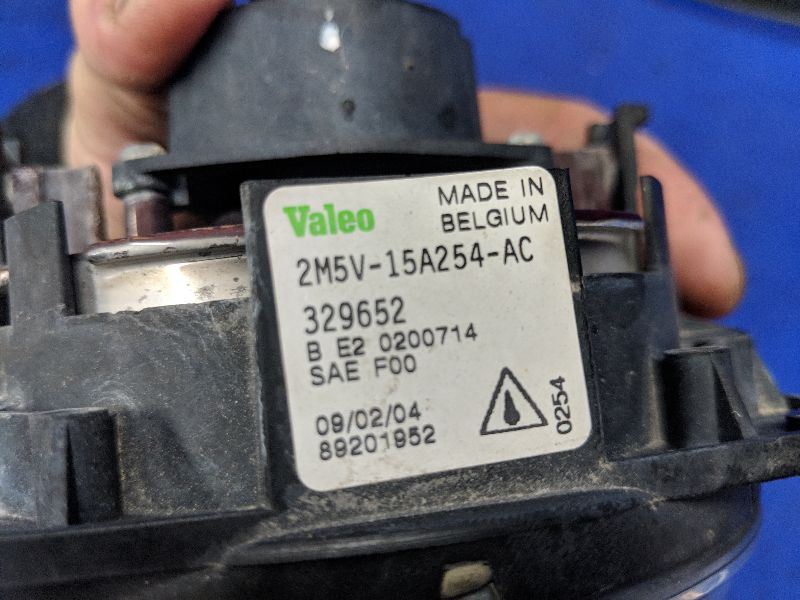 Valeo MADE IN
BELGIUM
2M5V-15A254-AC
329652
B E2 0200714
SAE F00
09/02/04
89201952
0254